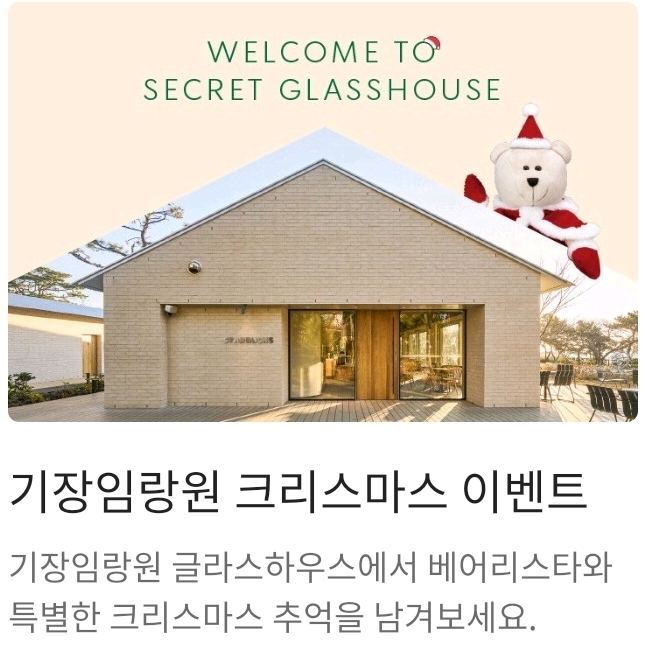 WELCOME TO
SECRET GLASSHOUSE
STARBUCKS
기장임랑원 크리스마스 이벤트
기장임랑원 글라스하우스에서 베어리스타와
특별한 크리스마스 추억을 남겨보세요.